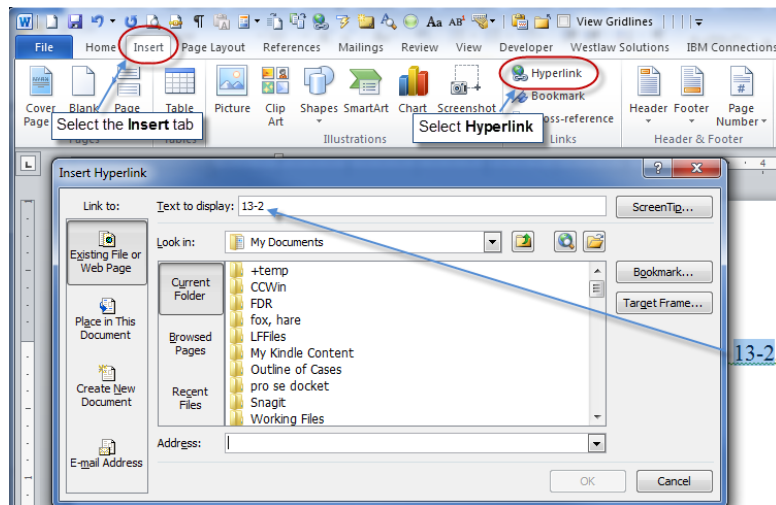 W
¶
Aa
AB¹
View Gridlines
File Home Insert Page Layout References Mailings Review View Developer Westlaw Solutions IBM Connections
Cover Page
Blank
Page
Table
Picture
Clip Art
Shapes
SmartArt
Chart
Screenshot
Hyperlink
Bookmark
oss-reference
Header
Footer
Page Number
Select the Insert tab
Select Hyperlink
Pages
Tables
Illustrations
Links
Header & Footer
L
4
Insert Hyperlink
?
X
Link to:
Text to display: 13-2
ScreenTip...
Existing File or
Web Page
Look in: My Documents
Current
Folder
+temp
CCWin
FDR
fox, hare
LFFiles
My Kindle Content
Outline of Cases
pro se docket
Snagit
Working Files
Bookmark...
Target Frame...
Place in This
Document
Browsed
Pages
13-2
Create New
Document
Recent
Files
E-mail Address
Address:
OK
Cancel